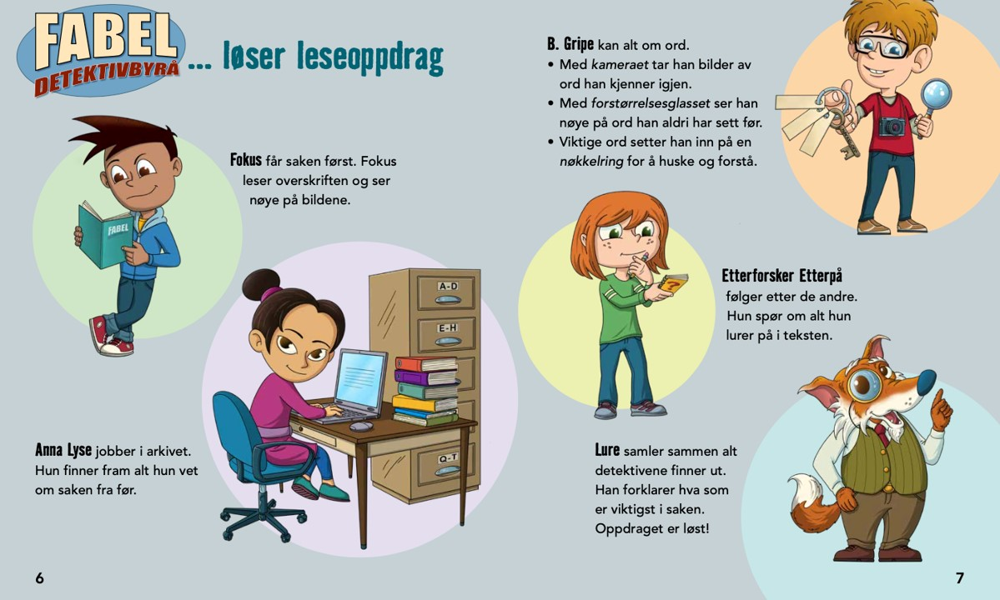 FABEL
DETEKTIVBYRÅ
... løser leseoppdrag
Fokus får saken først. Fokus
leser overskriften og ser
nøye på bildene.
FABEL
A-D
E-H
Q-T
Anna Lyse jobber i arkivet.
Hun finner fram alt hun vet
om saken fra før.
6
B. Gripe kan alt om ord.
• Med kameraet tar han bilder av
ord han kjenner igjen.
• Med forstørrelsesglasset ser han
nøye på ord han aldri har sett før.
• Viktige ord setter han inn på en
nøkkelring for å huske og forstå.
?
Etterforsker Etterpå
følger etter de andre.
Hun spør om alt hun
lurer på i teksten.
Lure samler sammen alt
detektivene finner ut.
Han forklarer hva som
er viktigst i saken.
Oppdraget er løst!
7